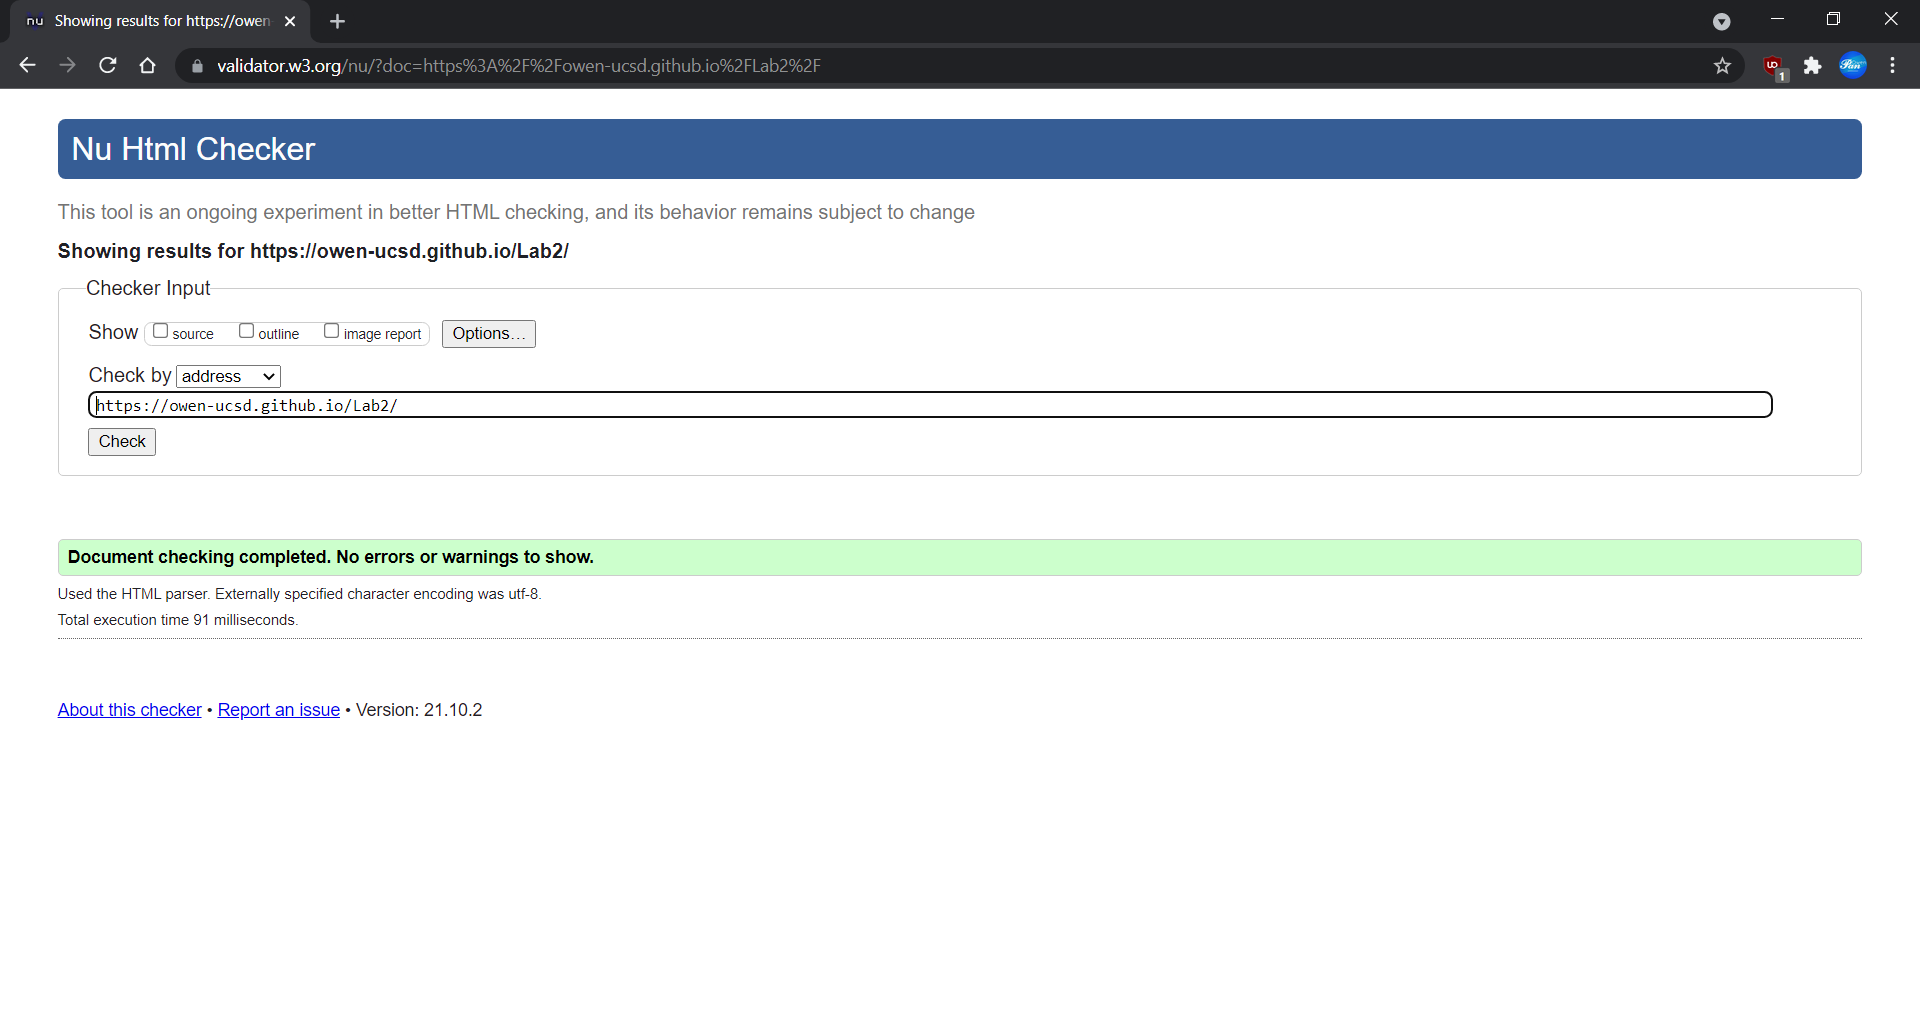 nu Showing results for https://owen-
validator.w3.org/nu/?doc=https%3A%2F%2Fowen-ucsd.github.io%2FLab2%2F
1
Pan
Nu Html Checker
This tool is an ongoing experiment in better HTML checking, and its behavior remains subject to change
Showing results for https://owen-ucsd.github.io/Lab2/
Checker Input
Show source outline image report Options...
Check by address
https://owen-ucsd.github.io/Lab2/
Check
Document checking completed. No errors or warnings to show.
Used the HTML parser. Externally specified character encoding was utf-8.
Total execution time 91 milliseconds.
About this checker • Report an issue • Version: 21.10.2